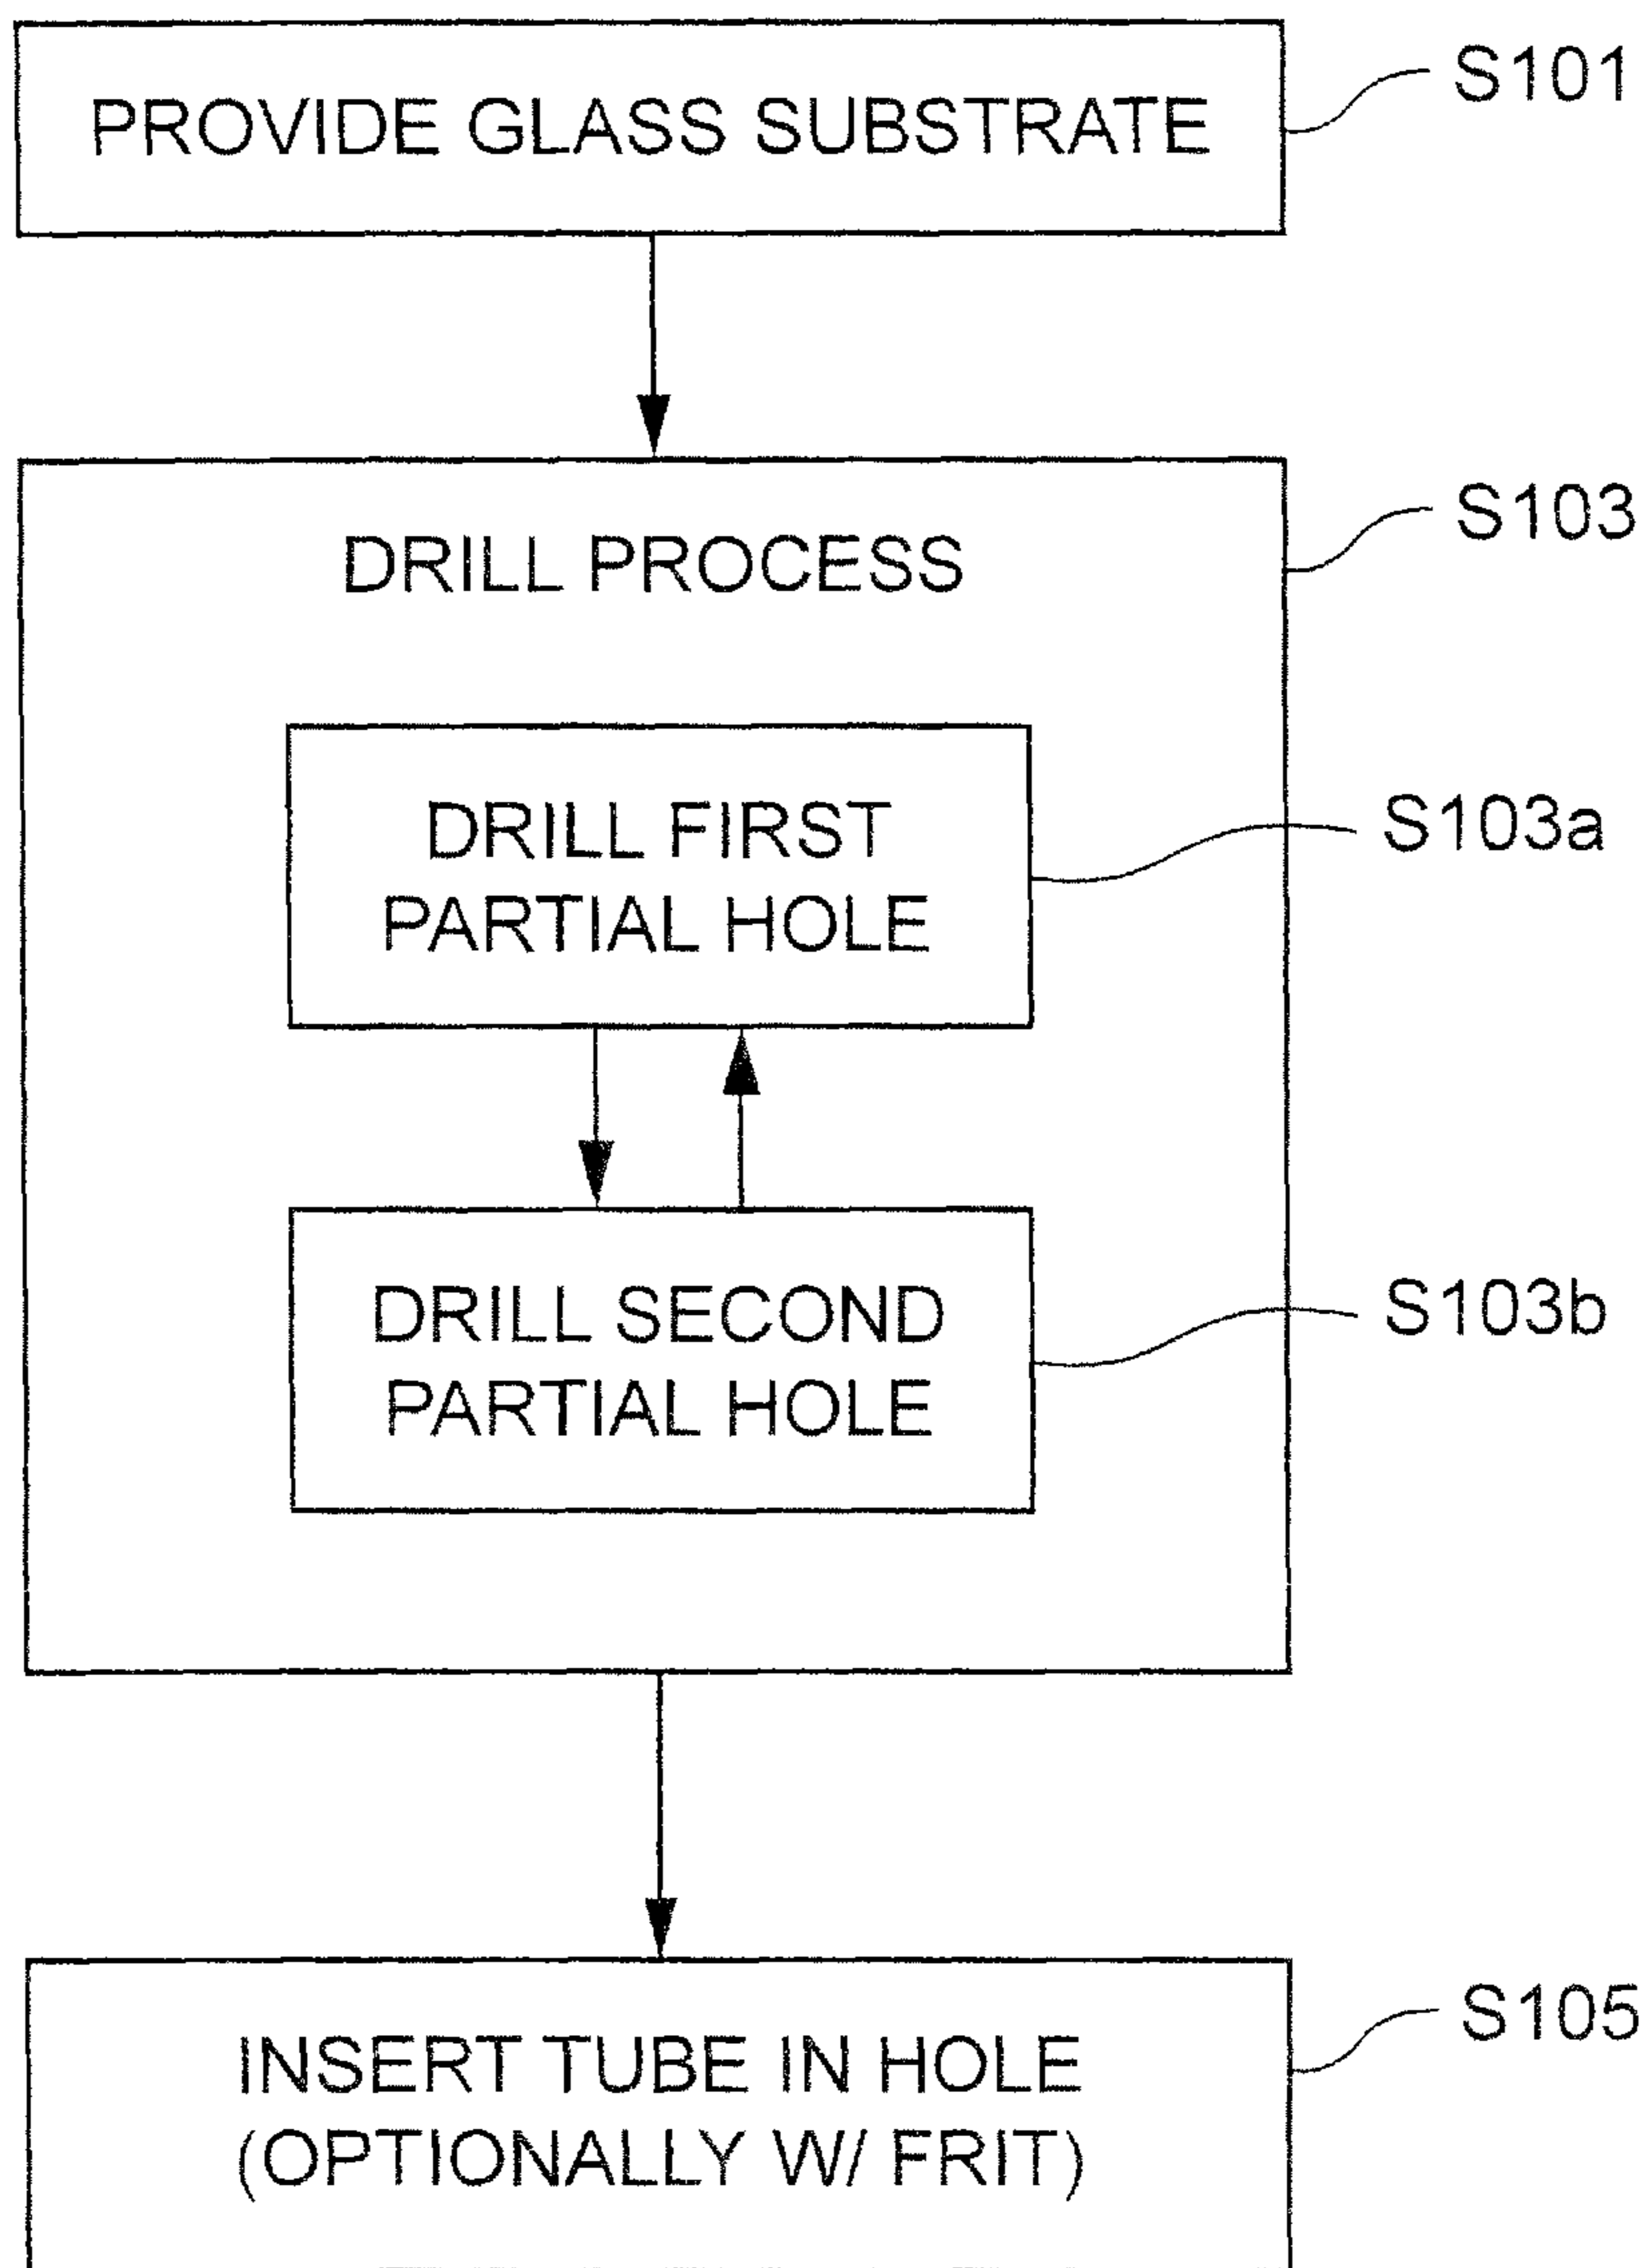 PROVIDE GLASS SUBSTRATE
S101
DRILL PROCESS
S103
DRILL FIRST
PARTIAL HOLE
S103a
DRILL SECOND
PARTIAL HOLE
S103b
INSERT TUBE IN HOLE
(OPTIONALLY W/ FRIT)
S105